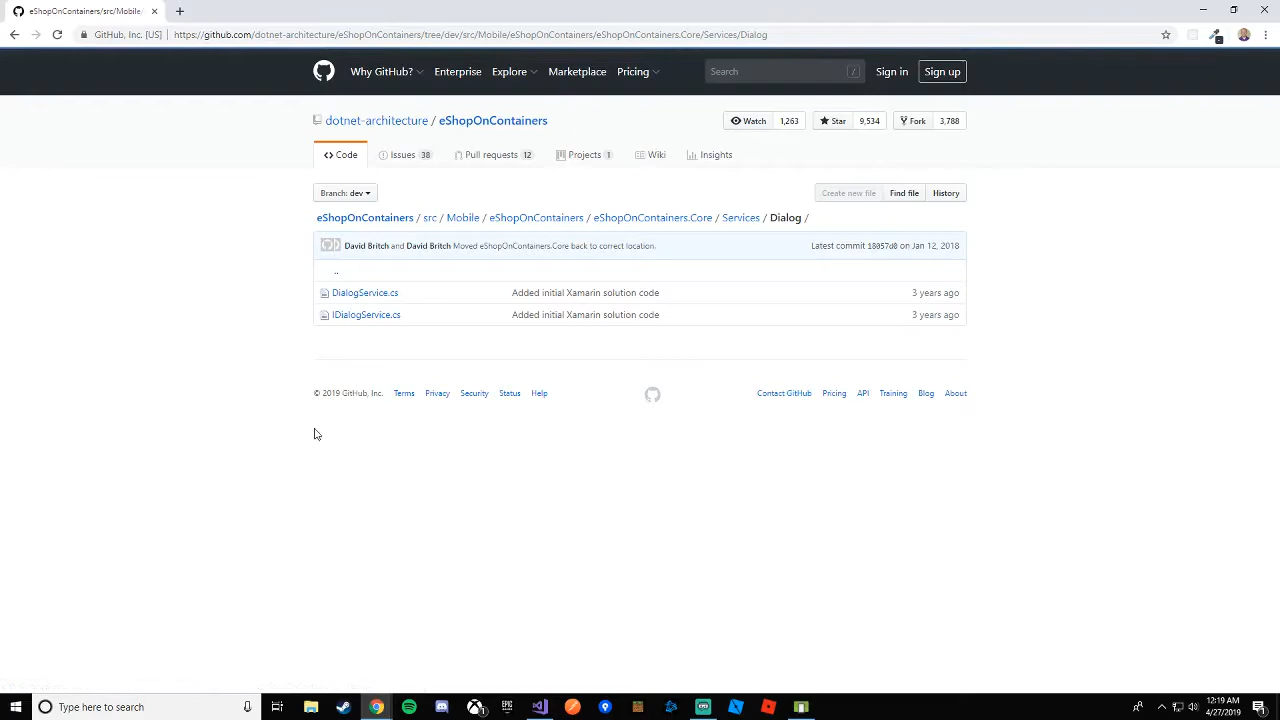 eShopOnContainers/src/Mobile/
GitHub, Inc. [US] | https://github.com/dotnet-architecture/eShopOnContainers/tree/dev/src/Mobile/eShopOnContainers/eShopOnContainers.Core/Services/Dialog
Why GitHub? Enterprise Explore Marketplace Pricing Search / Sign in Sign up
dotnet-architecture / eShopOnContainers Watch 1,263 Star 9,534 Fork 3,788
Code Issues 38 Pull requests 12 Projects 1 Wiki Insights
Branch: dev Create new file Find file History
eShopOnContainers / src / Mobile / eShopOnContainers / eShopOnContainers.Core / Services / Dialog /
David Britch and David Britch Moved eShopOnContainers.Core back to correct location. Latest commit 18057d0 on Jan 12, 2018
..
DialogService.cs Added initial Xamarin solution code 3 years ago
IDialogService.cs Added initial Xamarin solution code 3 years ago
© 2019 GitHub, Inc. Terms Privacy Security Status Help Contact GitHub Pricing API Training Blog About
Type here to search
EPIC
12:19 AM
4/27/2019